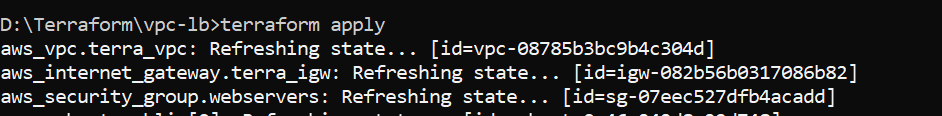 D:\Terraform\vpc-lb>terraform apply
aws_vpc.terra_vpc: Refreshing state... [id=vpc-08785b3bc9b4c304d]
aws_internet_gateway.terra_igw: Refreshing state... [id=igw-082b56b0317086b82]
aws_security_group.webservers: Refreshing state... [id=sg-07eec527dfb4acadd]